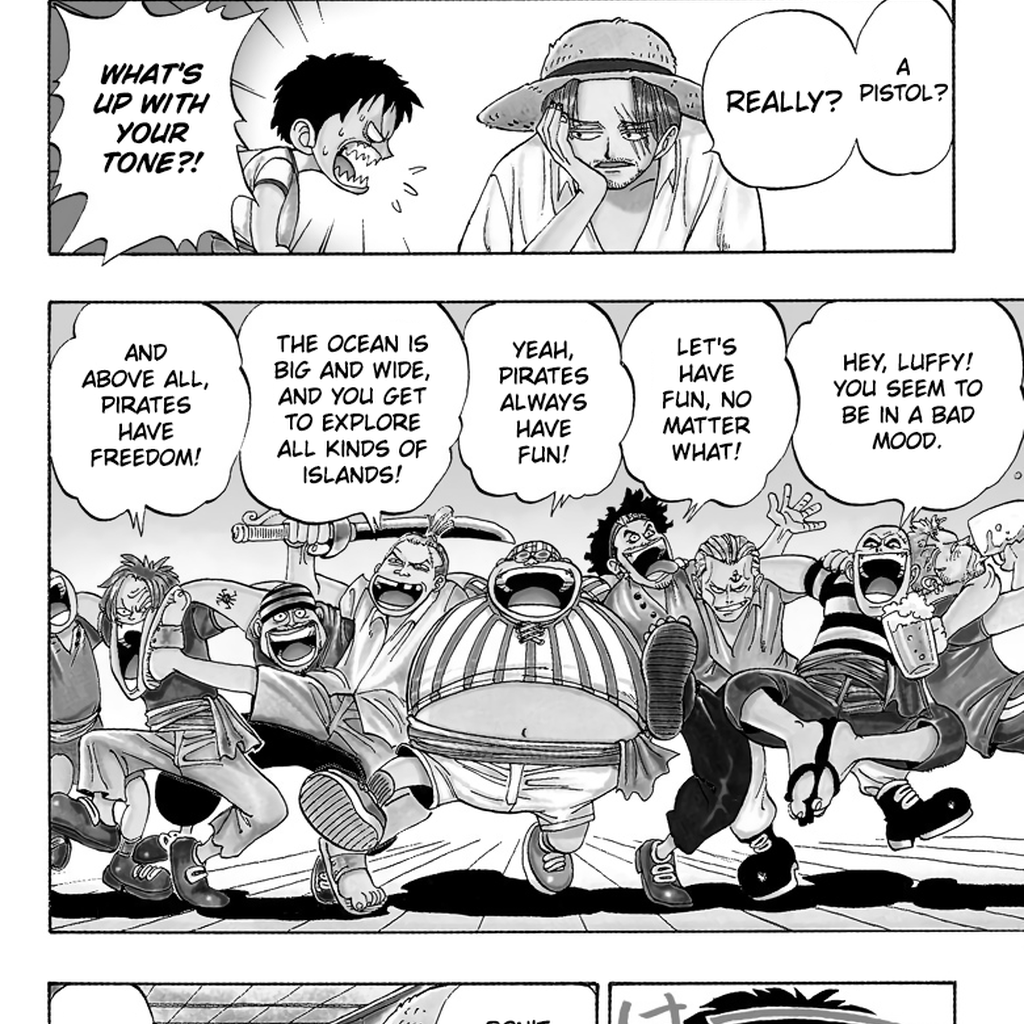 A
PISTOL?
REALLY?
WHAT'S
UP WITH
YOUR
TONE?!
HEY, LUFFY!
YOU SEEM TO
BE IN A BAD
MOOD.
LET'S
HAVE
FUN, NO
MATTER
WHAT!
YEAH,
PIRATES
ALWAYS
HAVE
FUN!
THE OCEAN IS
BIG AND WIDE,
AND YOU GET
TO EXPLORE
ALL KINDS OF
ISLANDS!
AND
ABOVE ALL,
PIRATES
HAVE
FREEDOM!